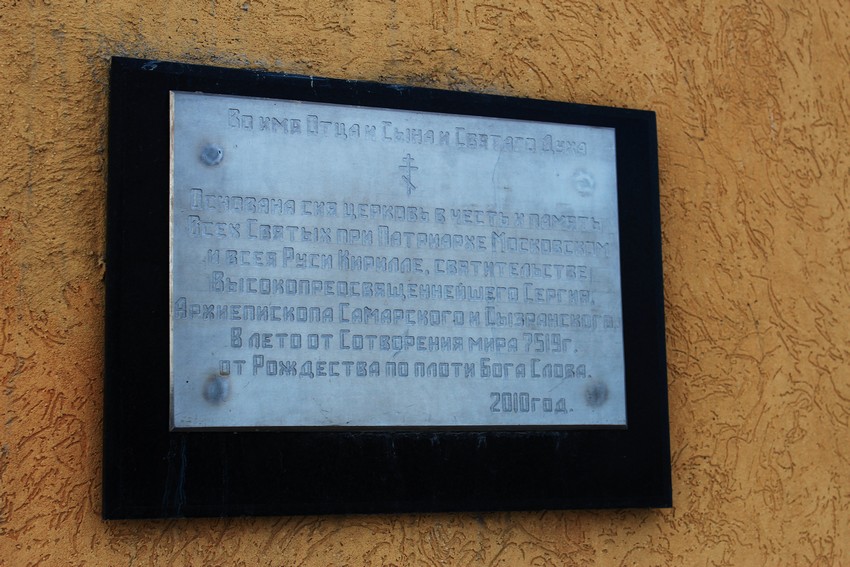 Во имя Отца и Сына и Святаго Духа
Основана сия церковь в честь и память
Всех Святых при Патриархе Московском
и всея Руси Кирилле, святительстве
Высокопреосвященнейшего Сергия,
Архиепископа Самарского и Сызранского.
В лето от Сотворения мира 7519г.
от Рождества по плоти Бога Слова.
2010год.